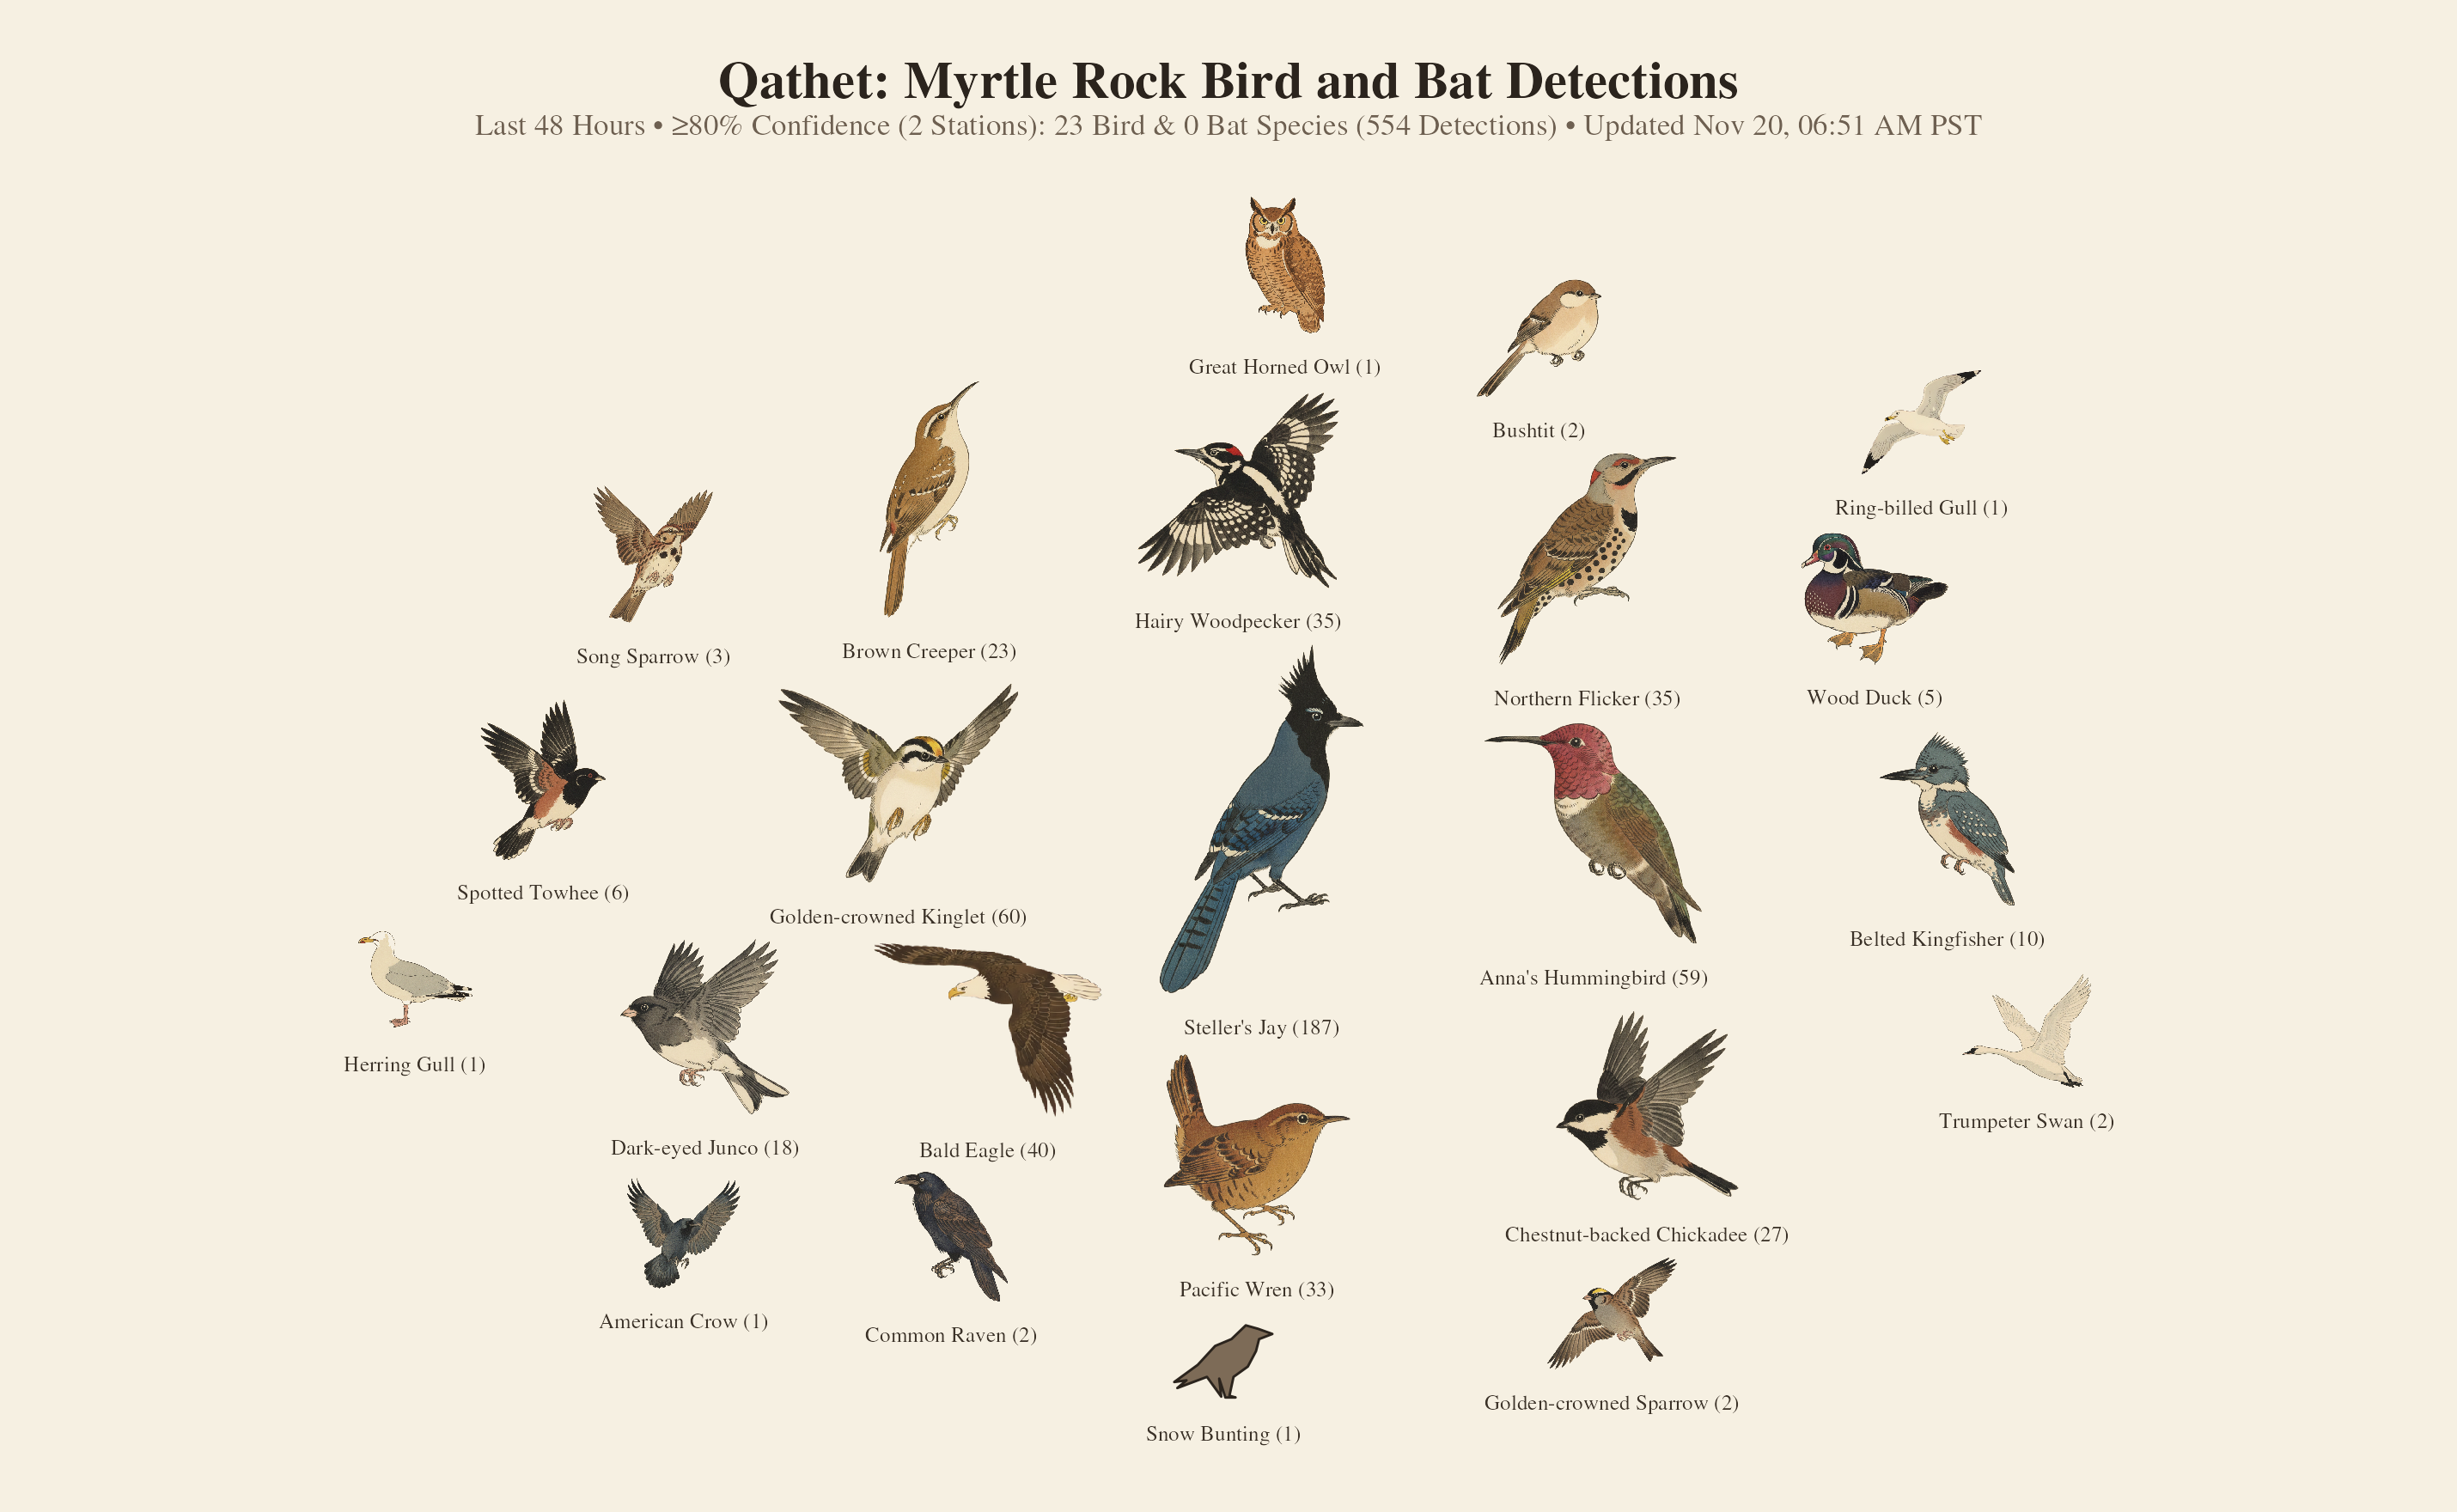 Qathet: Myrtle Rock Bird and Bat Detections
Last 48 Hours • ≥80% Confidence (2 Stations): 23 Bird & 0 Bat Species (554 Detections) • Updated Nov 20, 06:51 AM PST
Great Horned Owl (1)
Bushtit (2)
Ring-billed Gull (1)
Hairy Woodpecker (35)
Brown Creeper (23)
Song Sparrow (3)
Northern Flicker (35)
Wood Duck (5)
Spotted Towhee (6)
Golden-crowned Kinglet (60)
Belted Kingfisher (10)
Anna's Hummingbird (59)
Steller's Jay (187)
Herring Gull (1)
Trumpeter Swan (2)
Dark-eyed Junco (18)
Bald Eagle (40)
Chestnut-backed Chickadee (27)
Pacific Wren (33)
American Crow (1)
Common Raven (2)
Golden-crowned Sparrow (2)
Snow Bunting (1)